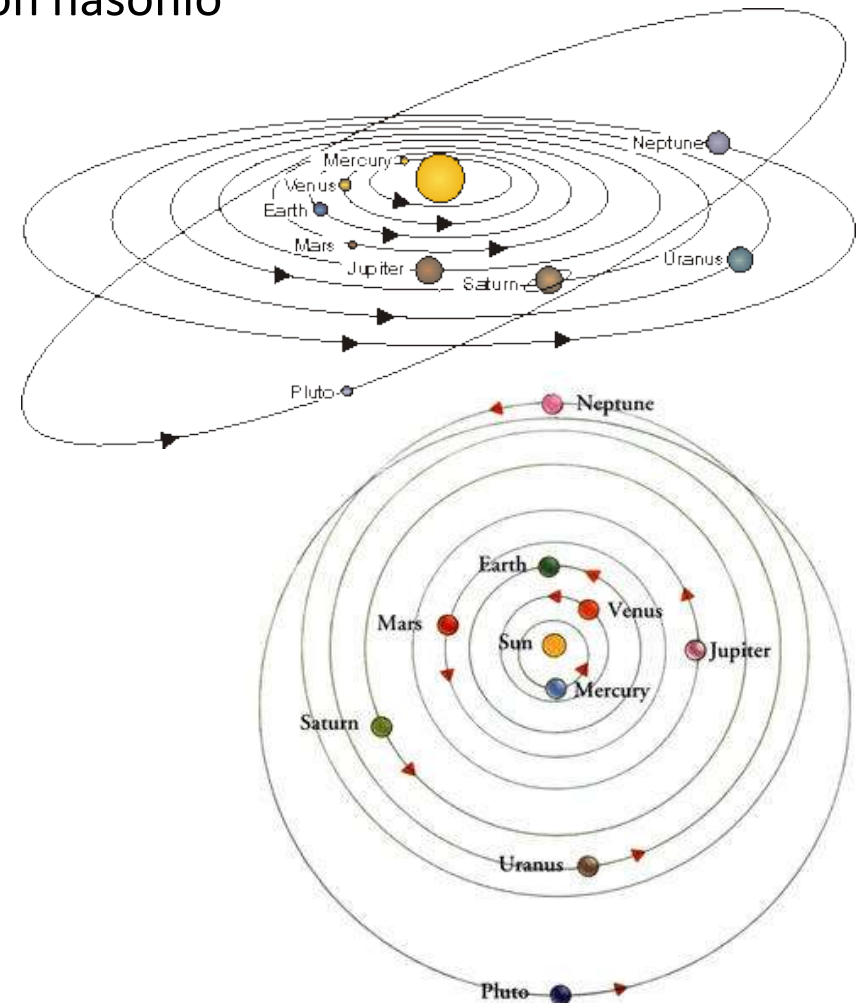 Neptune
Mercury
Venus
Earth
Mars
Jupiter
Saturn
Uranus
Pluto
Neptune
Earth
Venus
Mars
Sun
Jupiter
Mercury
Saturn
Uranus
Pluto